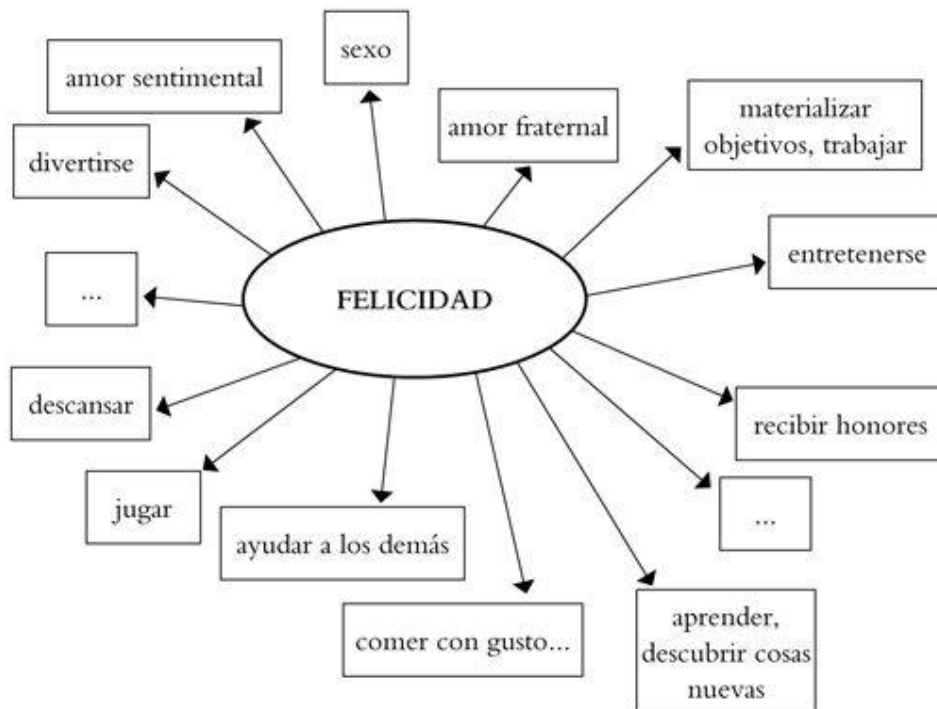 sexo
amor sentimental
amor fraternal
materializar
objetivos, trabajar
divertirse
entretenerse
...
FELICIDAD
descansar
recibir honores
jugar
...
ayudar a los demás
comer con gusto...
aprender,
descubrir cosas
nuevas